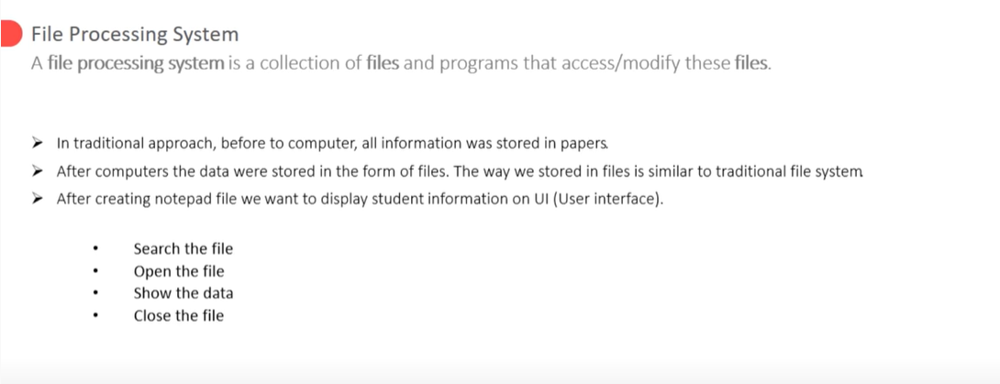 File Processing System
A file processing system is a collection of files and programs that access/modify these files.
➤ In traditional approach, before to computer, all information was stored in papers.
➤ After computers the data were stored in the form of files. The way we stored in files is similar to traditional file system
➤ After creating notepad file we want to display student information on UI (User interface).
• Search the file
• Open the file
• Show the data
• Close the file